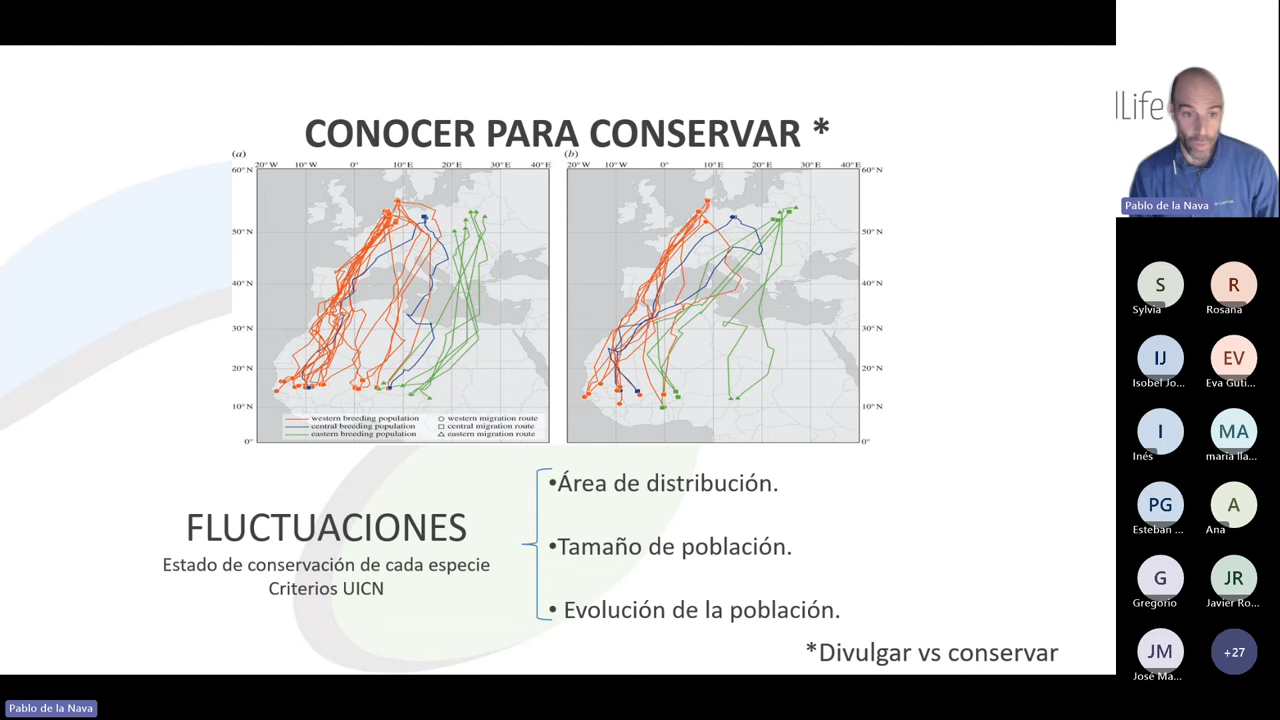 CONOCER PARA CONSERVAR *
(a)
20° W 10° W 0° 10° E 20° E 30° E 40° E
60° N
50° N
40° N
30° N
20° N
10° N
0°
western breeding population
central breeding population
eastern breeding population
western migration route
central migration route
eastern migration route
(b)
20° W 10° W 0° 10° E 20° E 30° E 40° E
60° N
50° N
40° N
30° N
20° N
10° N
0°
FLUCTUACIONES
Estado de conservación de cada especie
Criterios UICN
•Área de distribución.
•Tamaño de población.
• Evolución de la población.
*Divulgar vs conservar
Life
Pablo de la Nava
S
Sylvia
R
Rosana
IJ
Isobel Jo...
EV
Eva Guti...
I
Inés
MA
maria lla...
PG
Esteban ...
A
Ana
G
Gregorio
JR
Javier Ro...
JM
José Ma...
+27
Pablo de la Nava